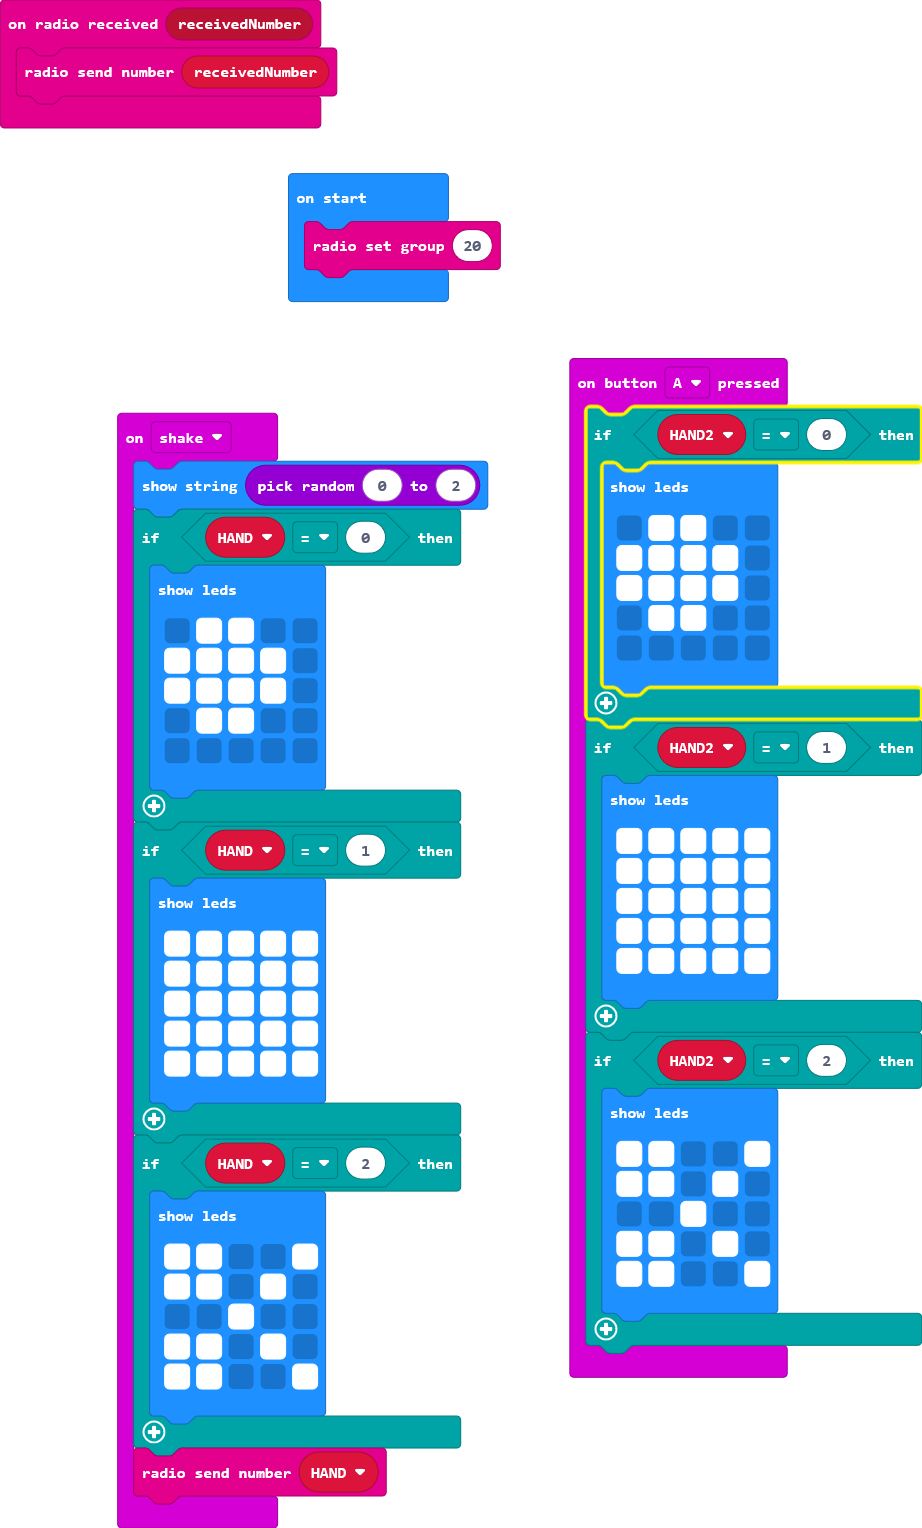 on radio received receivedNumber
radio send number receivedNumber
on start
radio set group 20
on shake
show string pick random 0 to 2
if HAND = 0 then
show leds
if HAND = 1 then
show leds
if HAND = 2 then
show leds
radio send number HAND
on button A pressed
if HAND2 = 0 then
show leds
if HAND2 = 1 then
show leds
if HAND2 = 2 then
show leds